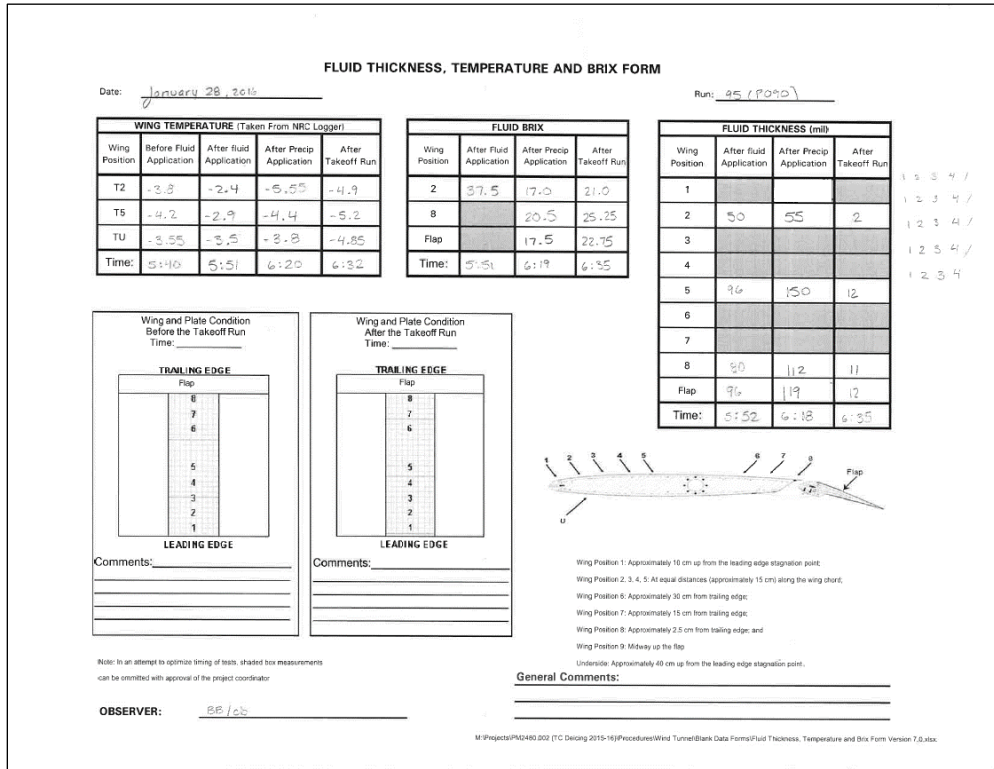 FLUID THICKNESS, TEMPERATURE AND BRIX FORM
Date: January 28, 2016
Run: 95 (P090)
WING TEMPERATURE (Taken From NRC Logger)
Wing Position Before Fluid Application After fluid Application After Precip Application After Takeoff Run
T2 -3.8 -2.4 -5.55 -4.9
T5 -4.2 -2.9 -4.4 -5.2
TU -3.55 -3.5 -3.8 -4.85
Time: 5:40 5:51 6:20 6:32
FLUID BRIX
Wing Position After Fluid Application After Precip Application After Takeoff Run
2 37.5 17.0 21.0
8 20.5 25.25
Flap 17.5 22.75
Time: 5:51 6:19 6:35
FLUID THICKNESS (mil)
Wing Position After fluid Application After Precip Application After Takeoff Run
1
2 50 55 2
3
4
5 96 150 12
6
7
8 80 112 11
Flap 96 119 12
Time: 5:52 6:18 6:35
1 2 3 4 /
1 2 3 4 /
1 2 3 4 /
1 2 3 4 /
1 2 3 4
Wing and Plate Condition
Before the Takeoff Run
Time:
TRAILING EDGE
Flap
8
7
6
5
4
3
2
1
LEADING EDGE
Comments:
Wing and Plate Condition
After the Takeoff Run
Time:
TRAILING EDGE
Flap
8
7
6
5
4
3
2
1
LEADING EDGE
Comments:
1 2 3 4 5 6 7 8 Flap
U
Wing Position 1: Approximately 10 cm up from the leading edge stagnation point;
Wing Position 2, 3, 4, 5: At equal distances (approximately 15 cm) along the wing chord;
Wing Position 6: Approximately 30 cm from trailing edge;
Wing Position 7: Approximately 15 cm from trailing edge;
Wing Position 8: Approximately 2.5 cm from trailing edge; and
Wing Position 9: Midway up the flap
Underside: Approximately 40 cm up from the leading edge stagnation point.
Note: In an attempt to optimize timing of tests, shaded box measurements
can be ommitted with approval of the project coordinator
General Comments:
OBSERVER: BB/cb
M:\Projects\PM2480.002 (TC Deicing 2015-16)\Procedures\Wind Tunnel\Blank Data Forms\Fluid Thickness, Temperature and Brix Form Version 7.0.xlsx